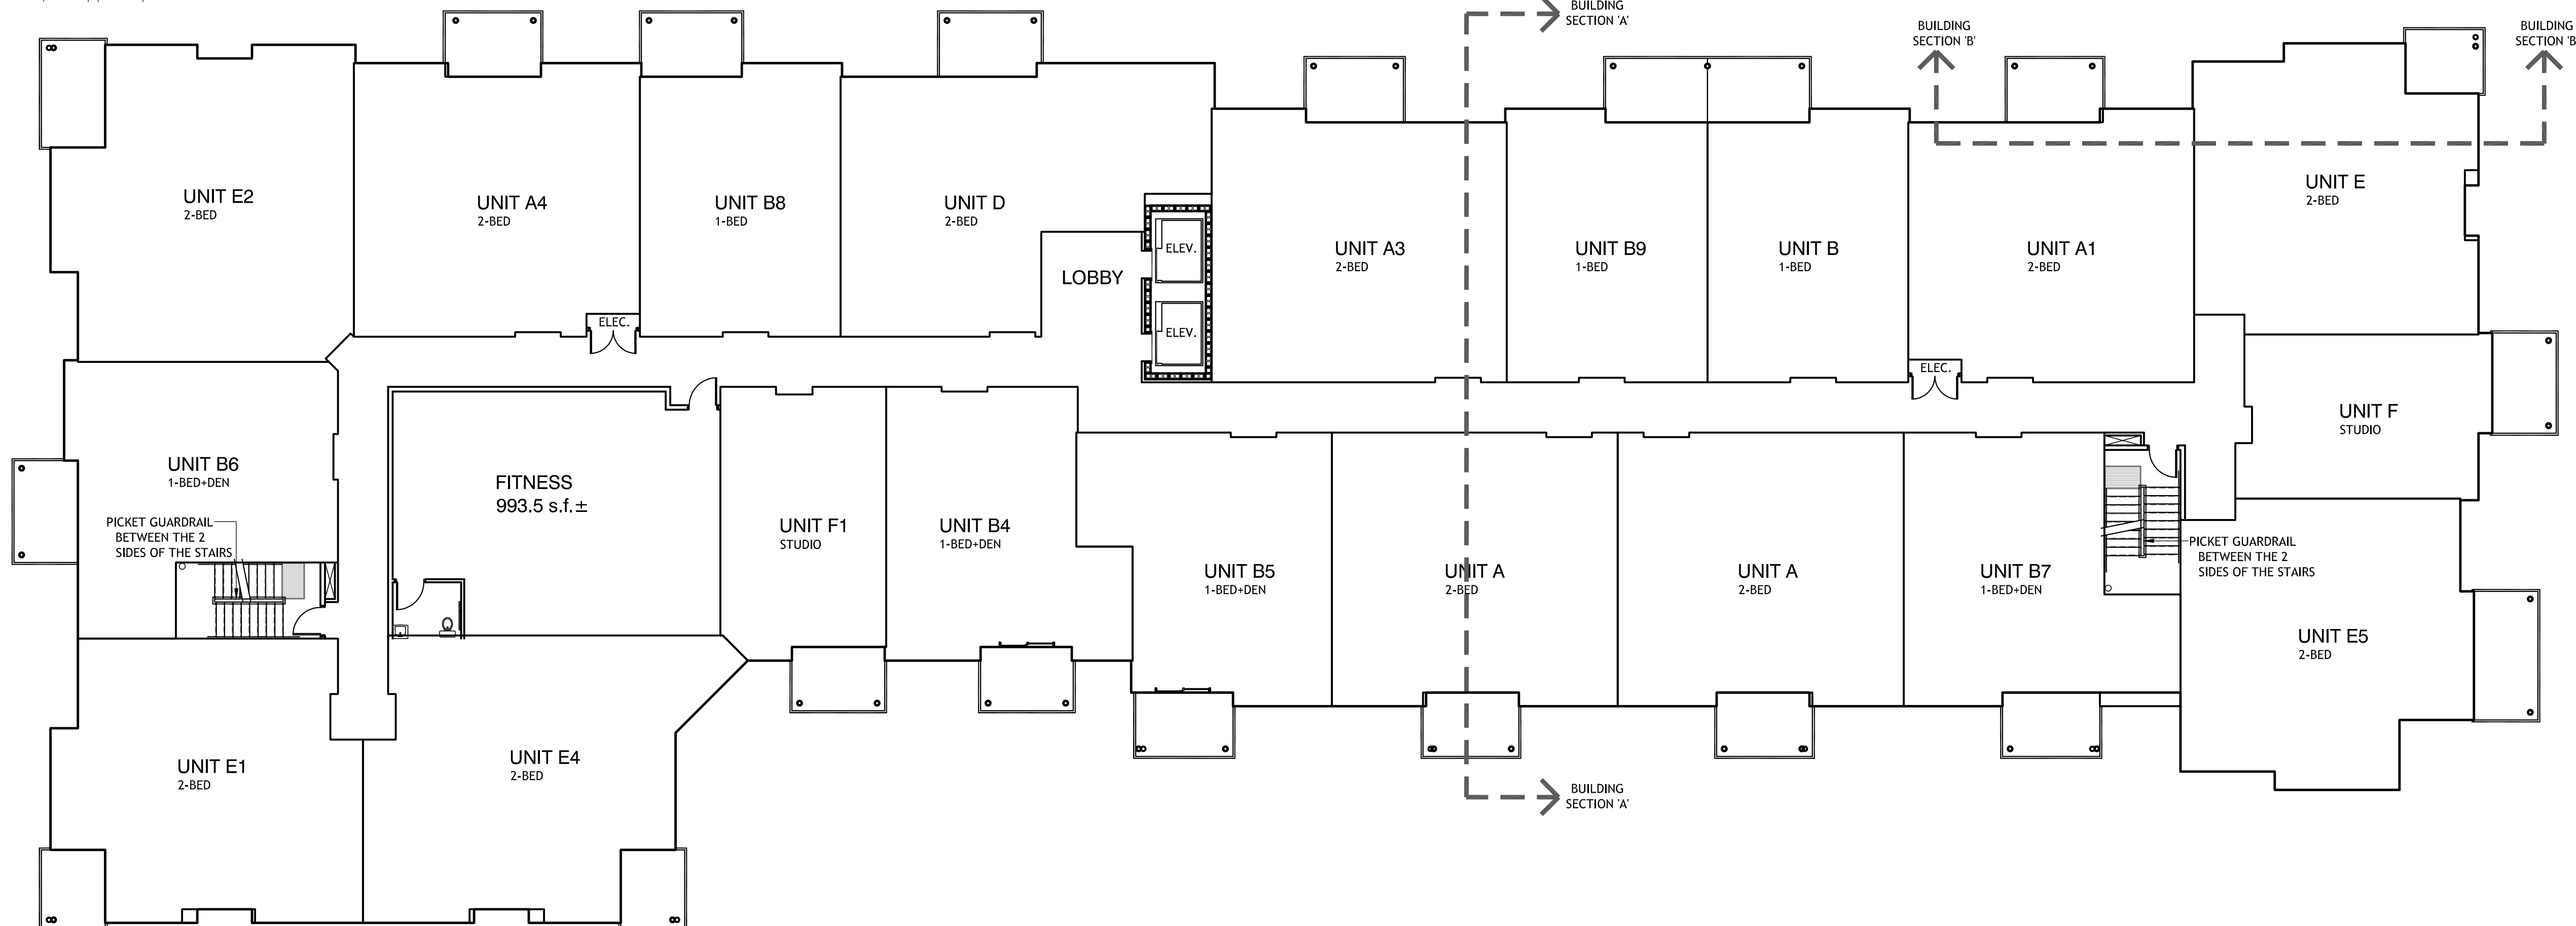 BUILDING
SECTION 'A'
BUILDING
SECTION 'B'
BUILDING
SECTION 'B'
UNIT E2
2-BED
UNIT A4
2-BED
UNIT B8
1-BED
UNIT D
2-BED
UNIT E
2-BED
LOBBY
ELEV.
ELEV.
UNIT A3
2-BED
UNIT B9
1-BED
UNIT B
1-BED
UNIT A1
2-BED
ELEC.
ELEC.
UNIT F
STUDIO
UNIT B6
1-BED+DEN
FITNESS
993.5 s.f.±
PICKET GUARDRAIL
BETWEEN THE 2
SIDES OF THE STAIRS
UNIT F1
STUDIO
UNIT B4
1-BED+DEN
UNIT B5
1-BED+DEN
UNIT A
2-BED
UNIT A
2-BED
UNIT B7
1-BED+DEN
PICKET GUARDRAIL
BETWEEN THE 2
SIDES OF THE STAIRS
UNIT E5
2-BED
UNIT E1
2-BED
UNIT E4
2-BED
BUILDING
SECTION 'A'